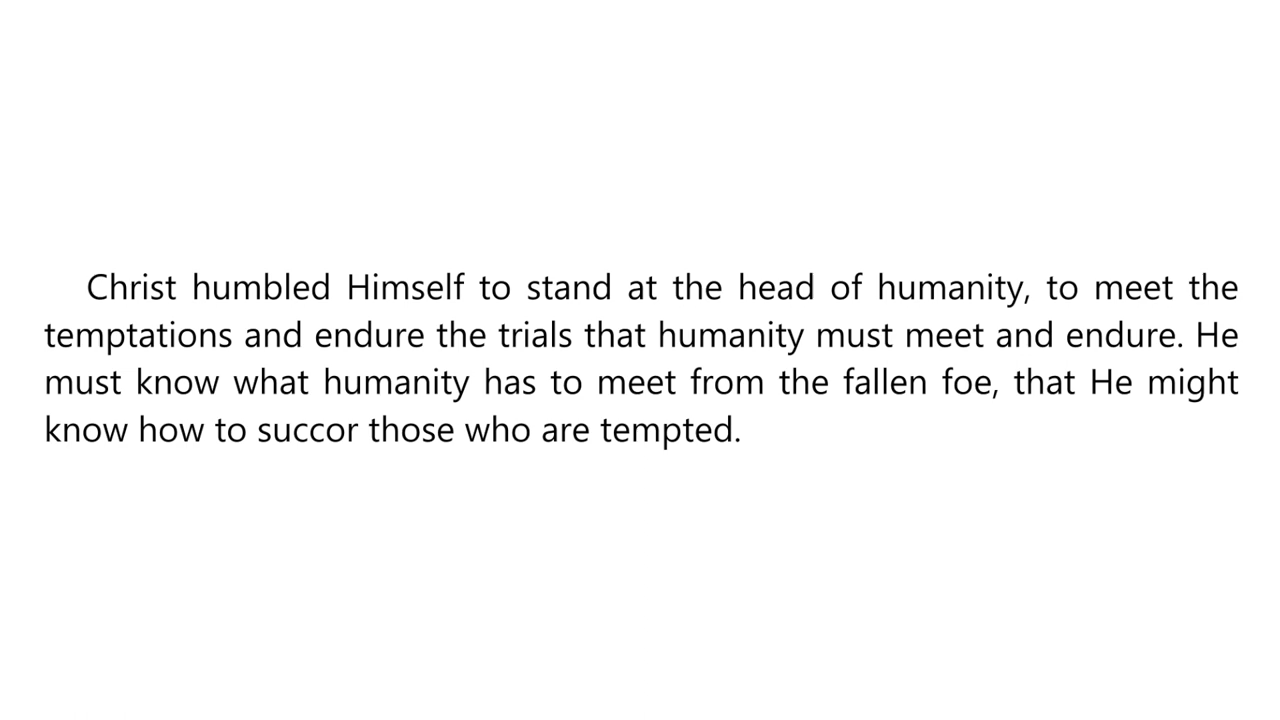 Christ humbled Himself to stand at the head of humanity, to meet the
temptations and endure the trials that humanity must meet and endure. He
must know what humanity has to meet from the fallen foe, that He might
know how to succor those who are tempted.